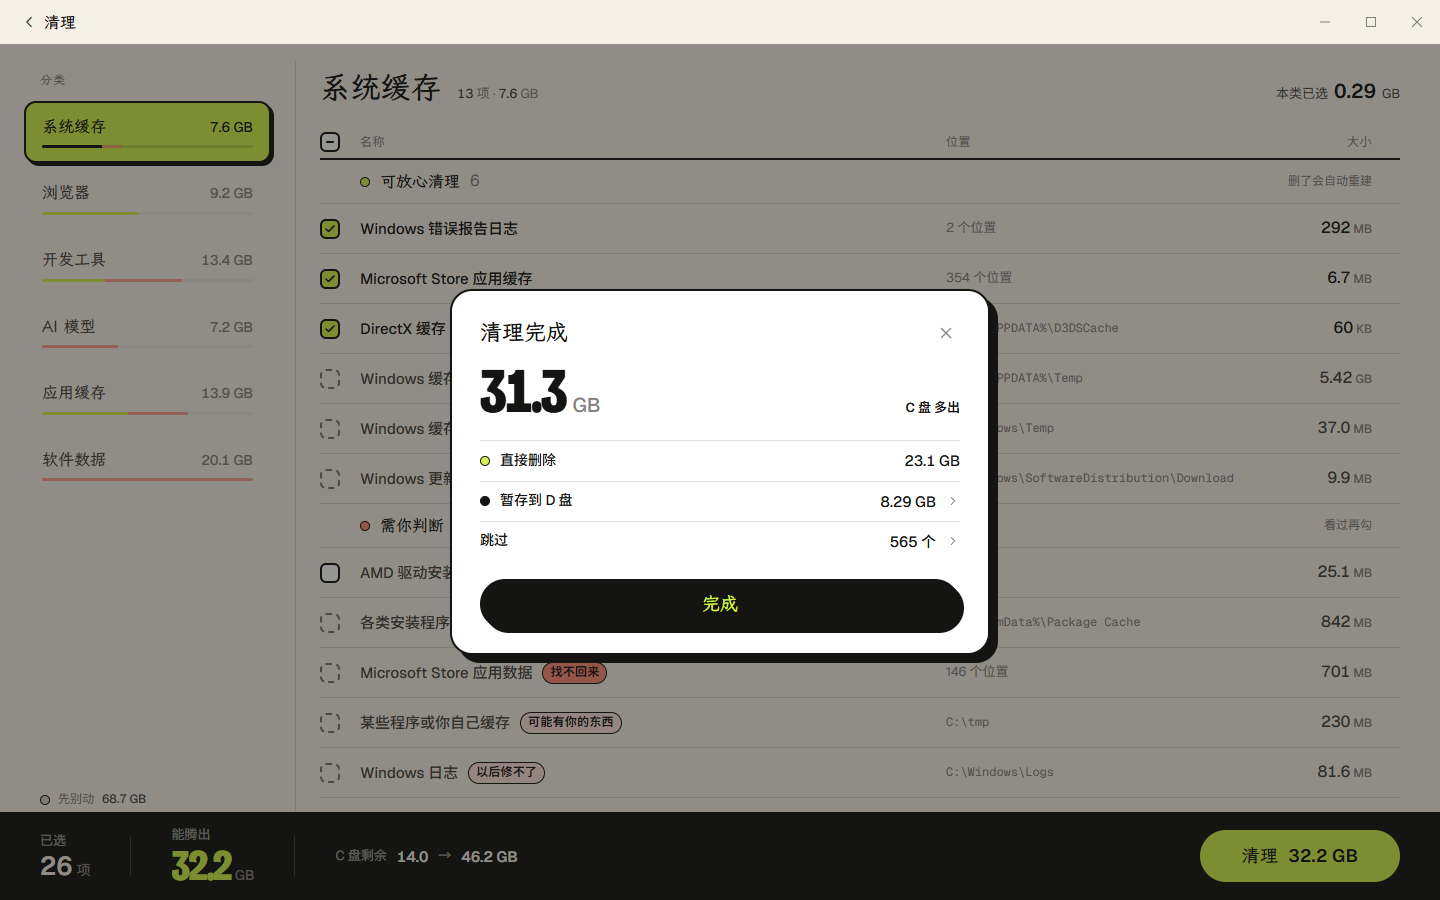 清理
分类
系统缓存 7.6 GB
浏览器 9.2 GB
开发工具 13.4 GB
AI 模型 7.2 GB
应用缓存 13.9 GB
软件数据 20.1 GB
先别动 68.7 GB
系统缓存 13 项 · 7.6 GB 本类已选 0.29 GB
名称 位置 大小
可放心清理 6 删了会自动重建
Windows 错误报告日志 2 个位置 292 MB
Microsoft Store 应用缓存 354 个位置 6.7 MB
DirectX 缓存 PPDATA%\D3DSCache 60 KB
Windows 缓存 PPDATA%\Temp 5.42 GB
Windows 缓存 ows\Temp 37.0 MB
Windows 更新 ows\SoftwareDistribution\Download 9.9 MB
需你判断 看过再勾
AMD 驱动安装 25.1 MB
各类安装程序 mData%\Package Cache 842 MB
Microsoft Store 应用数据 找不回来 146 个位置 701 MB
某些程序或你自己缓存 可能有你的东西 C:\tmp 230 MB
Windows 日志 以后修不了 C:\Windows\Logs 81.6 MB
清理完成
31.3 GB C 盘多出
直接删除 23.1 GB
暂存到 D 盘 8.29 GB
跳过 565 个
完成
已选 26 项
能腾出 32.2 GB
C 盘剩余 14.0 → 46.2 GB
清理 32.2 GB